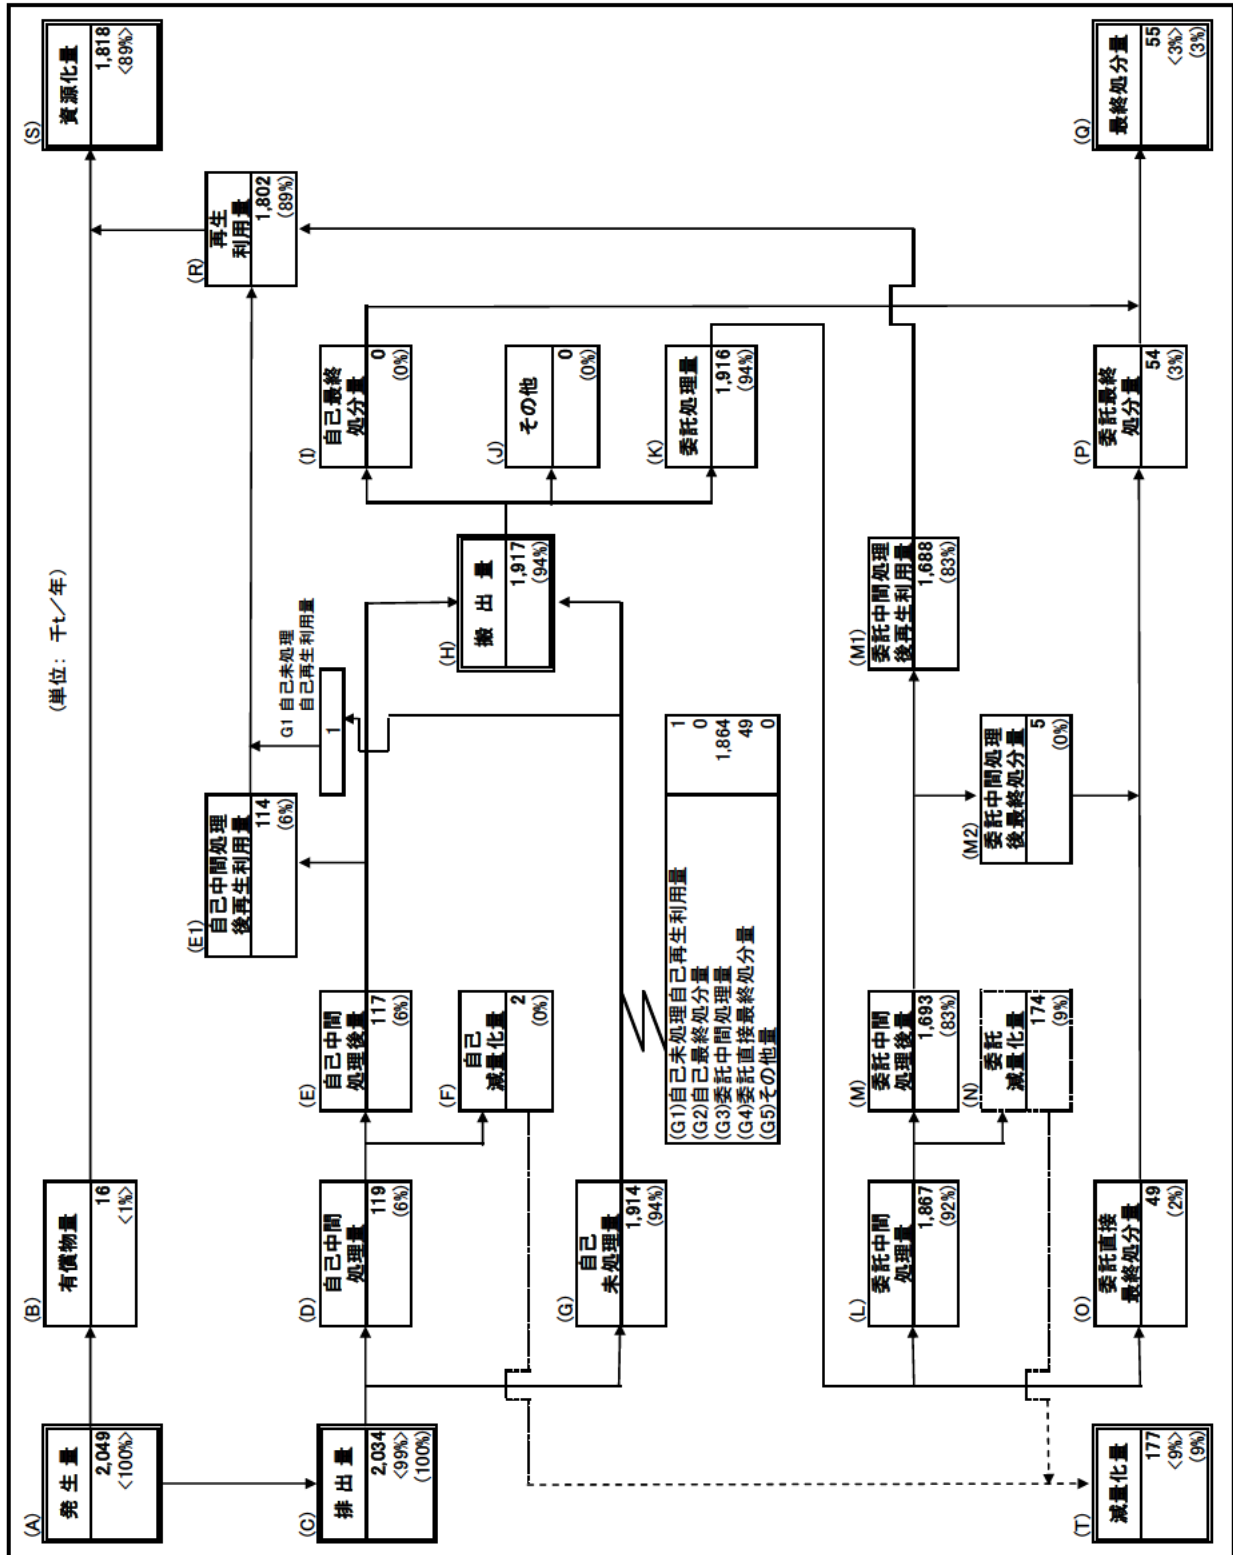 (単位: 千t/年)
(A)
発 生 量
2,049
<100%>
(B)
有償物量
16
<1%>
(S)
資源化量
1,818
<89%>
(E1)
自己中間処理
後再生利用量
114
(6%)
(R)
再生
利用量
1,802
(89%)
G1 自己未処理
自己再生利用量
1
(C)
排 出 量
2,034
<99%>
(100%)
(D)
自己中間
処理量
119
(6%)
(E)
自己中間
処理後量
117
(6%)
(I)
自己最終
処分量
0
(0%)
(F)
自己
減量化量
2
(0%)
(H)
搬 出 量
1,917
(94%)
(J)
その他
0
(0%)
(G)
自己
未処理量
1,914
(94%)
(K)
委託処理量
1,916
(94%)
(G1)自己未処理自己再生利用量 1
(G2)自己最終処分量 0
(G3)委託中間処理量 1,864
(G4)委託直接最終処分量 49
(G5)その他量 0
(L)
委託中間
処理量
1,867
(92%)
(M)
委託中間
処理後量
1,693
(83%)
(M1)
委託中間処理
後再生利用量
1,688
(83%)
(N)
委託
減量化量
174
(9%)
(M2)
委託中間処理
後最終処分量
5
(0%)
(T)
減量化量
177
<9%>
(9%)
(O)
委託直接
最終処分量
49
(2%)
(P)
委託最終
処分量
54
(3%)
(Q)
最終処分量
55
<3%>
(3%)